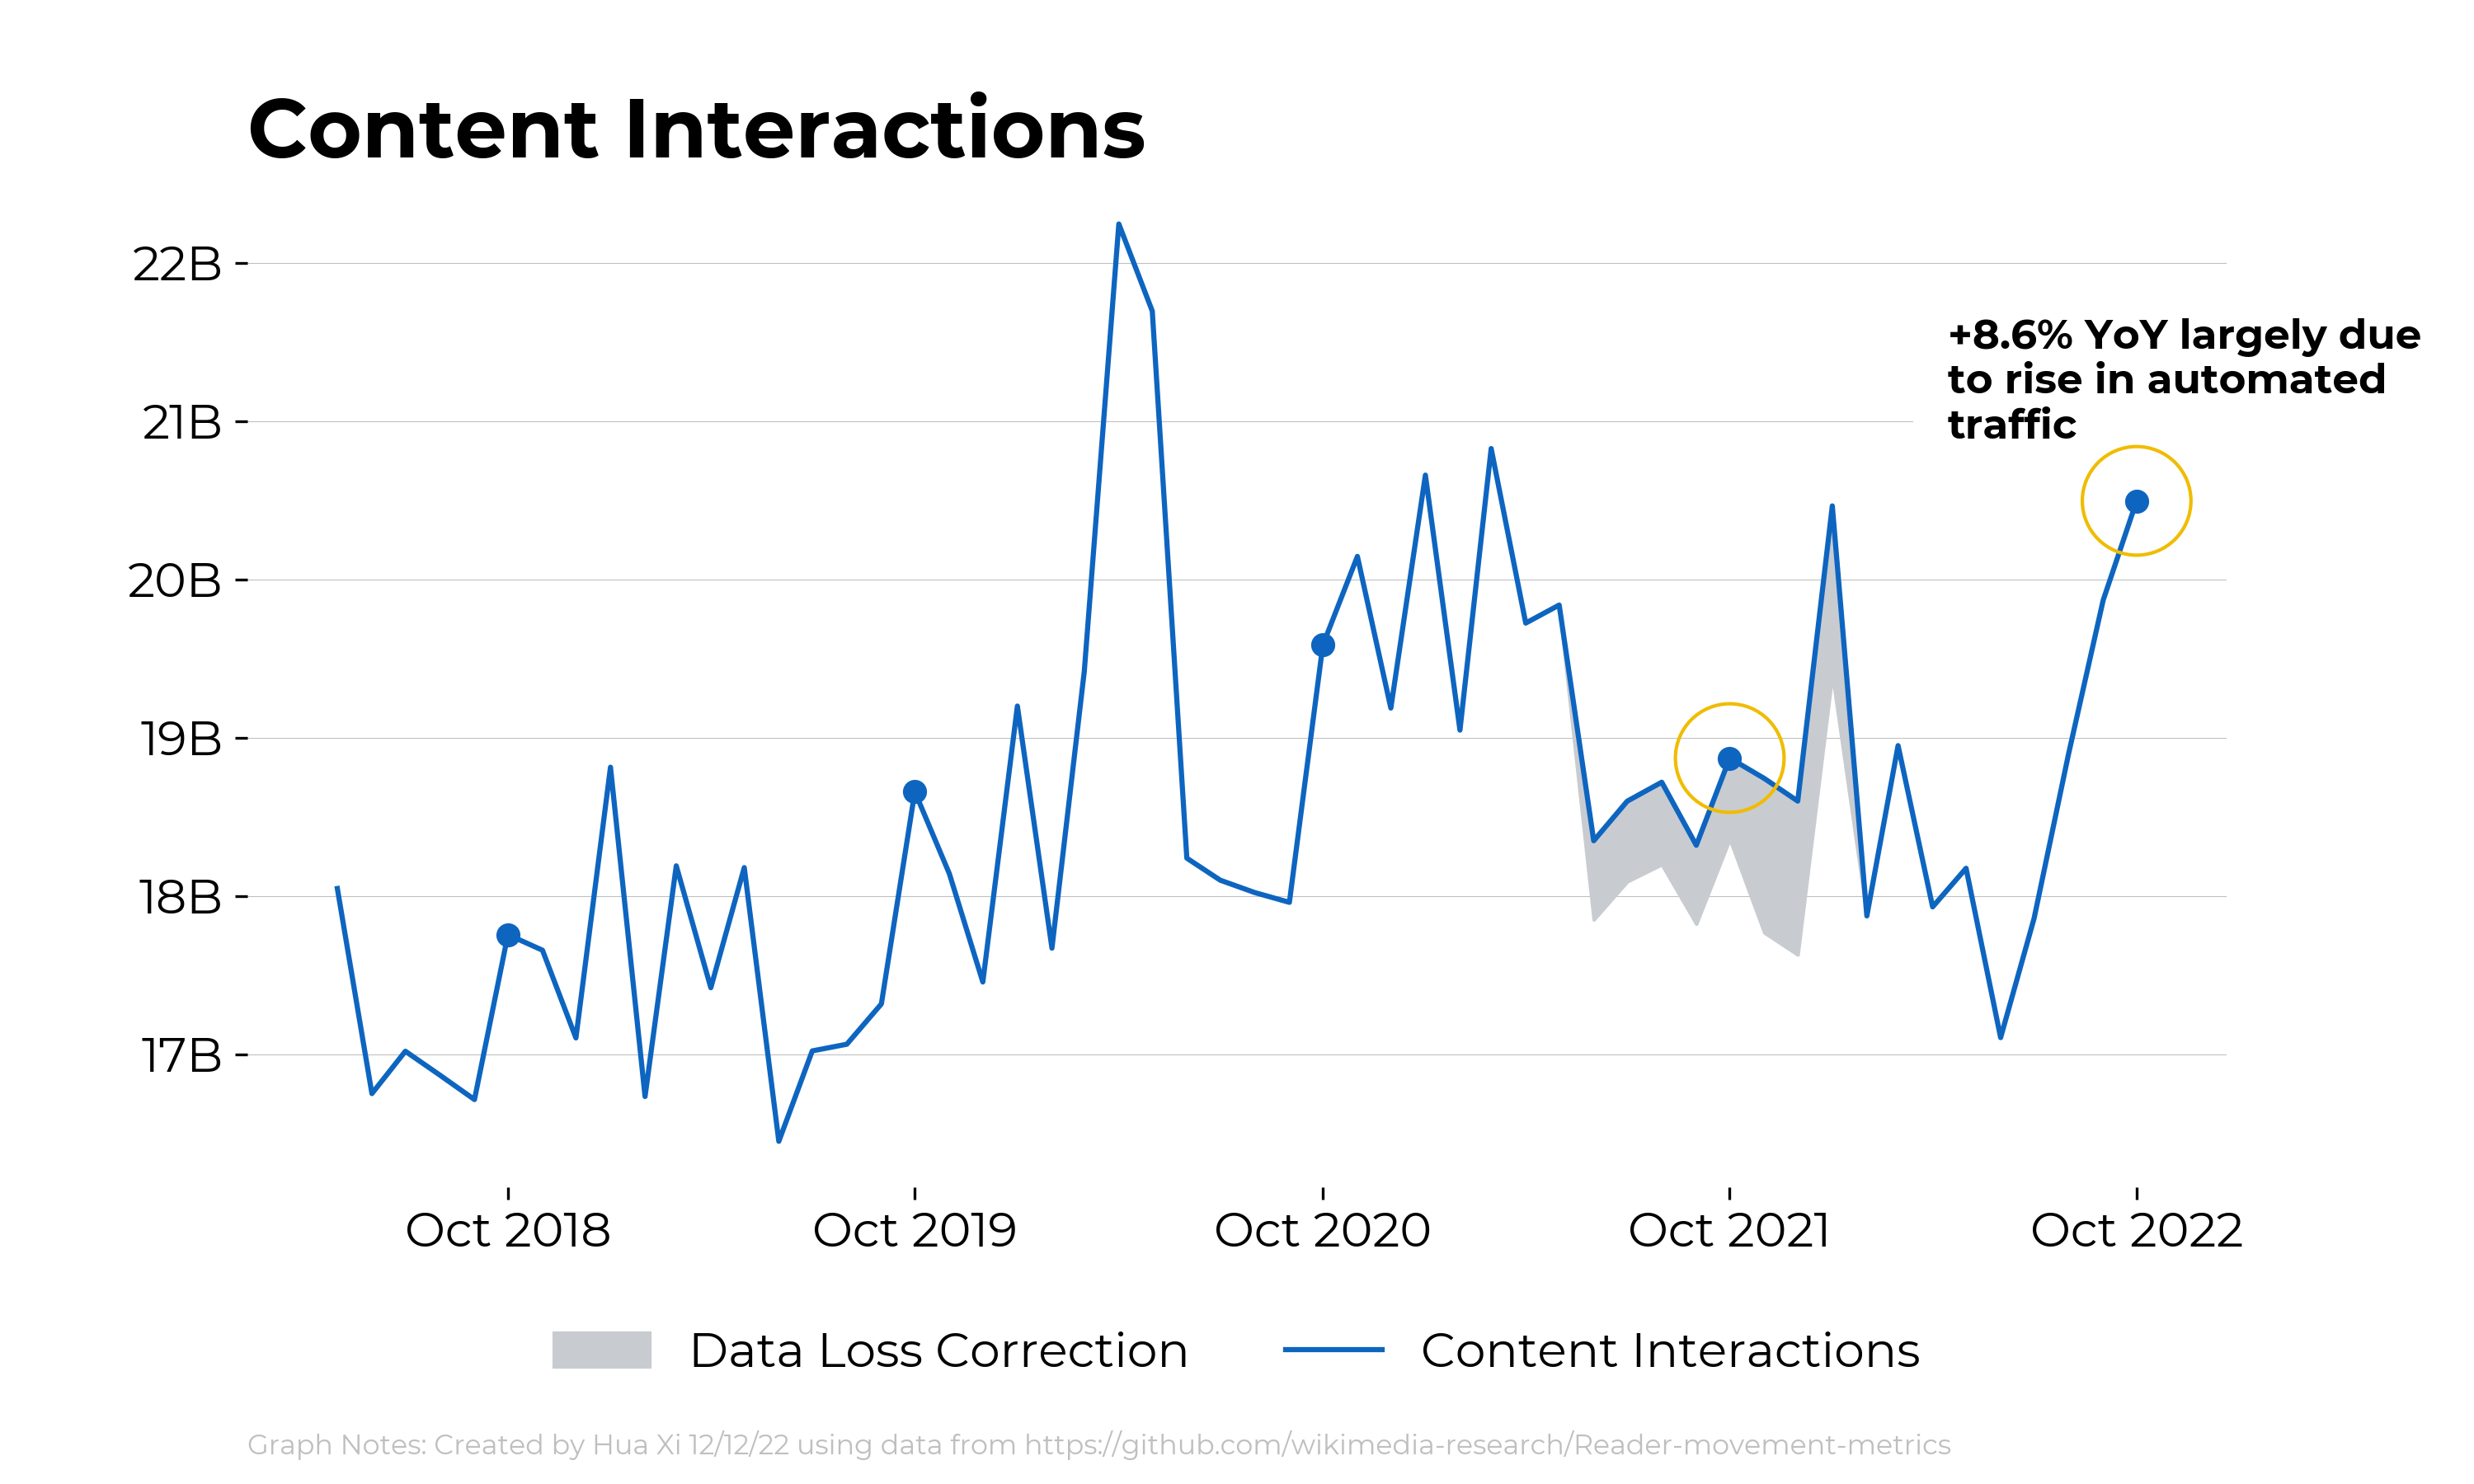 Content Interactions
22B
+8.6% YoY largely due
to rise in automated
traffic
21B
20B
19B
18B
17B
Oct 2018
Oct 2019
Oct 2020
Oct 2021
Oct 2022
Data Loss Correction
Content Interactions
Graph Notes: Created by Hua Xi 12/12/22 using data from https://github.com/wikimedia-research/Reader-movement-metrics